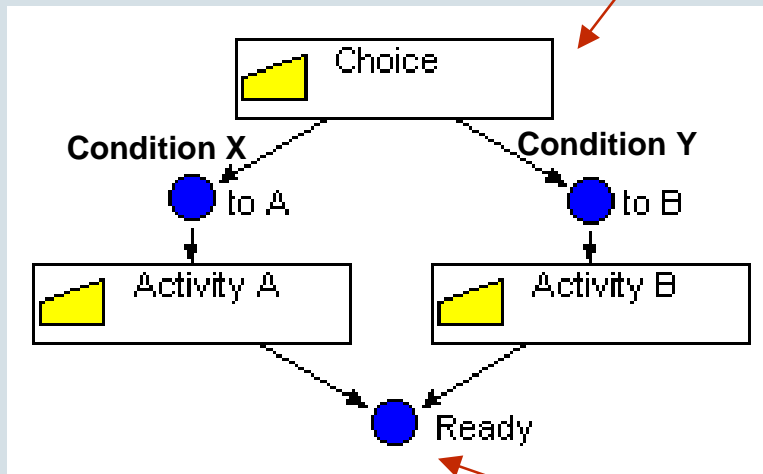 Choice
Condition X
Condition Y
to A
to B
Activity A
Activity B
Ready